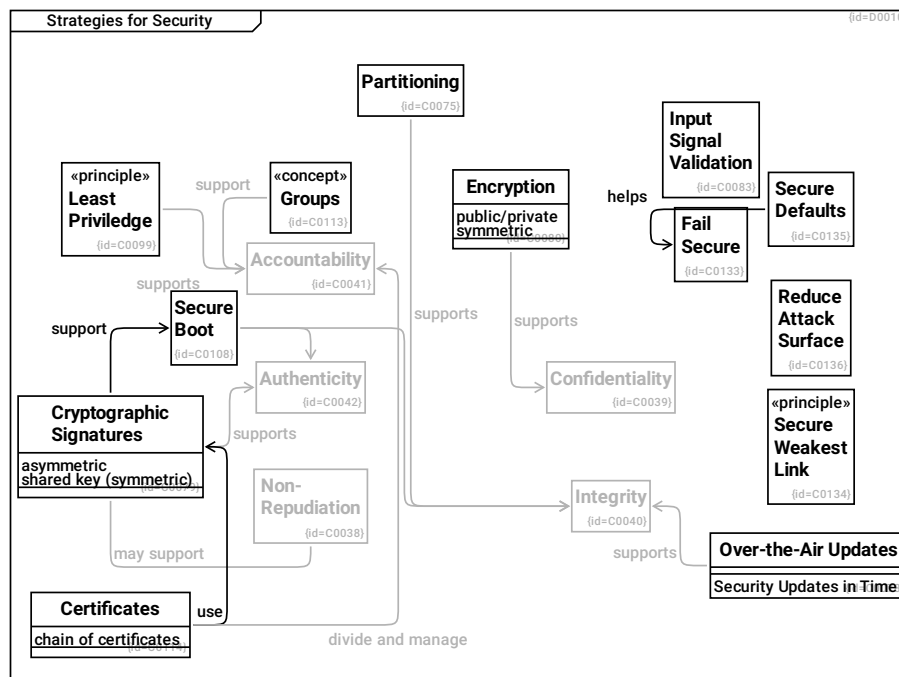 Strategies for Security
Partitioning
{id=C0075}
Input
Signal
Validation
{id=C0083}
«principle»
Least
Priviledge
{id=C0099}
support
«concept»
Groups
{id=C0113}
Encryption
public/private
symmetric
helps
Secure
Defaults
{id=C0135}
Fail
Secure
{id=C0133}
Accountability
{id=C0041}
supports
Secure
Boot
{id=C0108}
support
supports
supports
Reduce
Attack
Surface
{id=C0136}
Authenticity
{id=C0042}
Confidentiality
{id=C0039}
Cryptographic
Signatures
asymmetric
shared key (symmetric)
supports
«principle»
Secure
Weakest
Link
{id=C0134}
Non-
Repudiation
{id=C0038}
Integrity
{id=C0040}
may support
supports
Over-the-Air Updates
Security Updates in Time
Certificates
chain of certificates
use
divide and manage